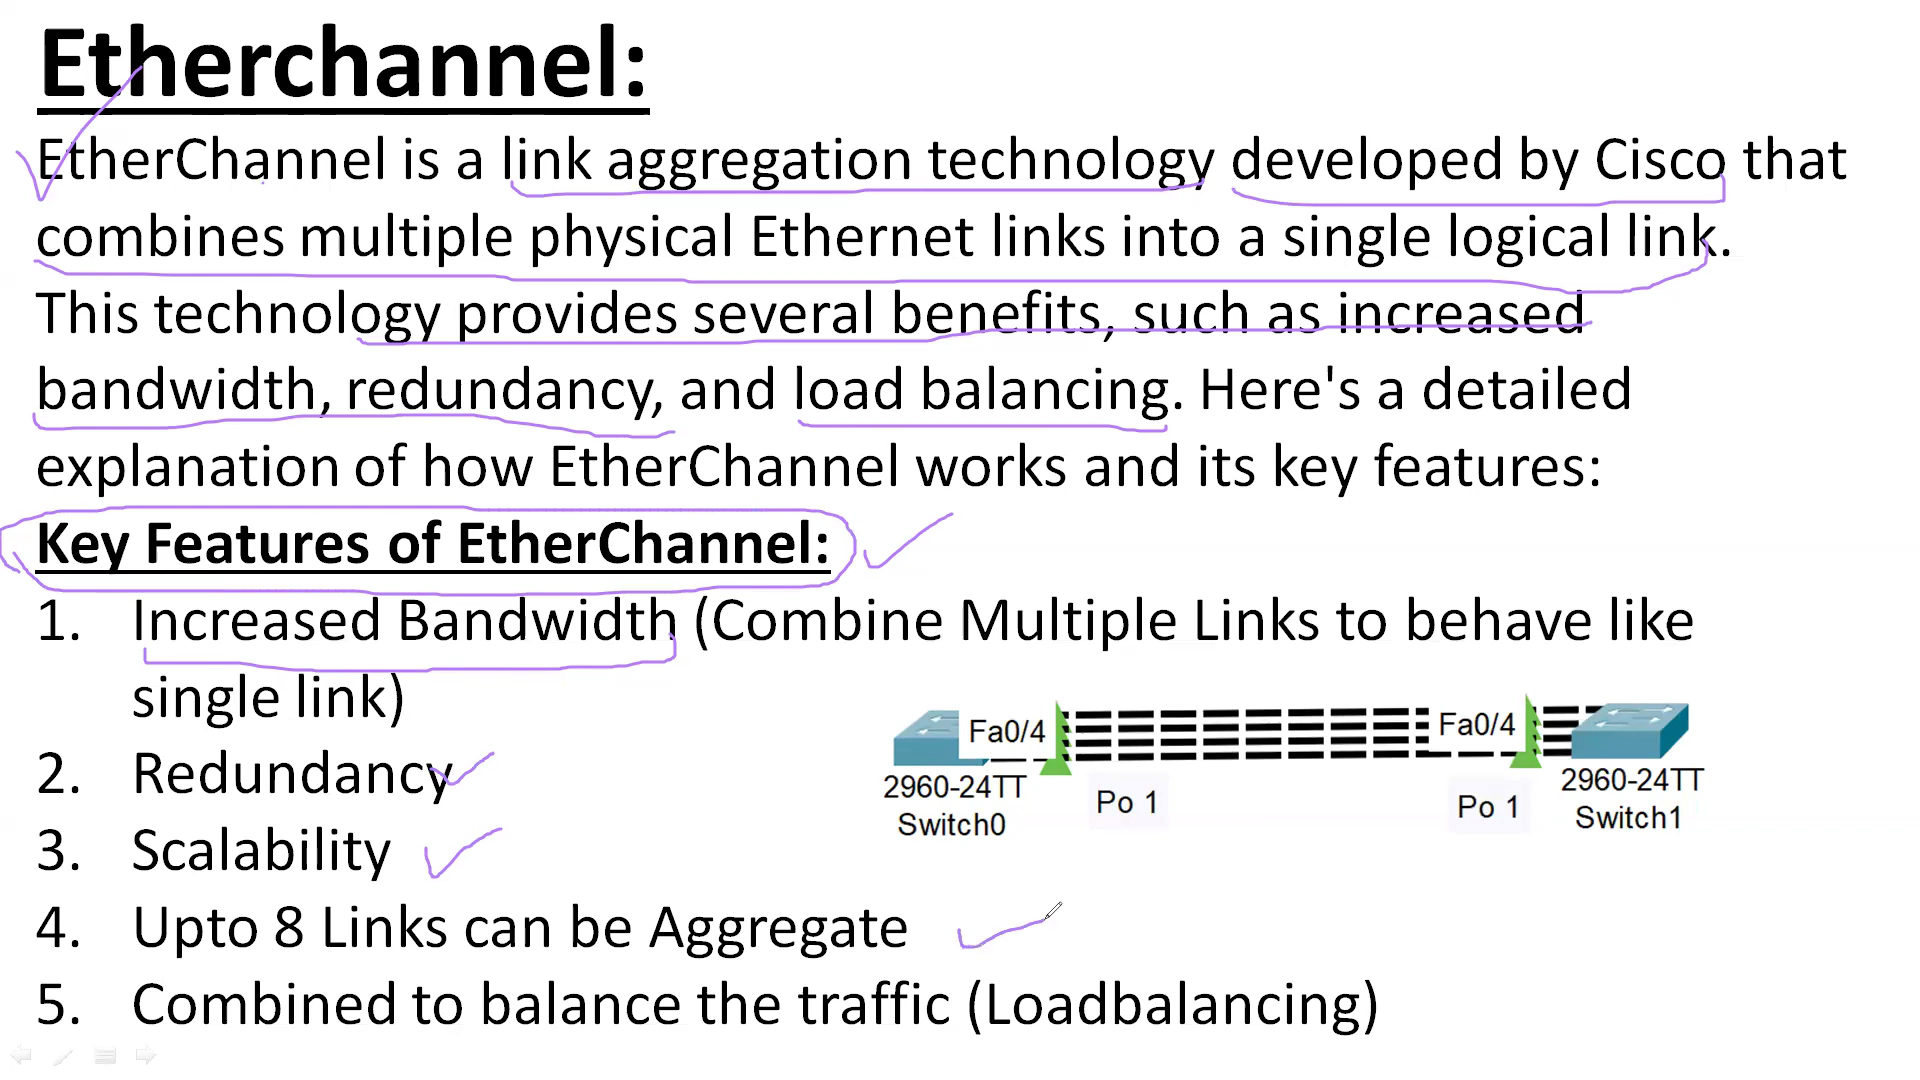 Etherchannel:
EtherChannel is a link aggregation technology developed by Cisco that
combines multiple physical Ethernet links into a single logical link.
This technology provides several benefits, such as increased
bandwidth, redundancy, and load balancing. Here's a detailed
explanation of how EtherChannel works and its key features:
Key Features of EtherChannel:
1. Increased Bandwidth (Combine Multiple Links to behave like
single link)
2. Redundancy
3. Scalability
4. Upto 8 Links can be Aggregate
5. Combined to balance the traffic (Loadbalancing)
Fa0/4
Fa0/4
2960-24TT
Switch0
Po 1
Po 1
2960-24TT
Switch1